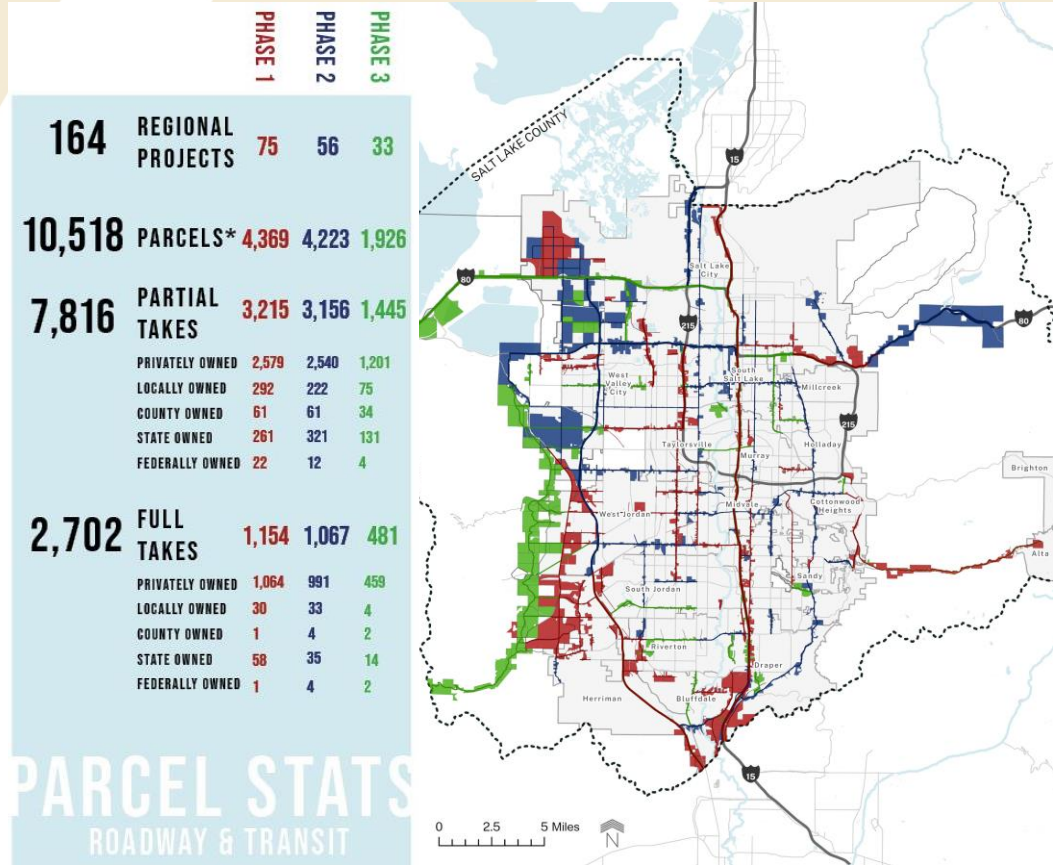 PHASE 1
PHASE 2
PHASE 3
164 REGIONAL PROJECTS 75 56 33
10,518 PARCELS* 4,369 4,223 1,926
7,816 PARTIAL TAKES 3,215 3,156 1,445
PRIVATELY OWNED 2,579 2,540 1,201
LOCALLY OWNED 292 222 75
COUNTY OWNED 61 61 34
STATE OWNED 261 321 131
FEDERALLY OWNED 22 12 4
2,702 FULL TAKES 1,154 1,067 481
PRIVATELY OWNED 1,064 991 459
LOCALLY OWNED 30 33 4
COUNTY OWNED 1 4 2
STATE OWNED 58 35 14
FEDERALLY OWNED 1 4 2
PARCEL STATS
ROADWAY & TRANSIT
SALT LAKE COUNTY
15
80
Salt Lake
City
215
80
West
Valley
City
South
Salt Lake
Millcreek
215
Taylorsville
Murray
Holladay
Brighton
West Jordan
Midvale
Cottonwood
Heights
Alta
Sandy
South Jordan
Riverton
Draper
Herriman
Bluffdale
15
0 2.5 5 Miles
N